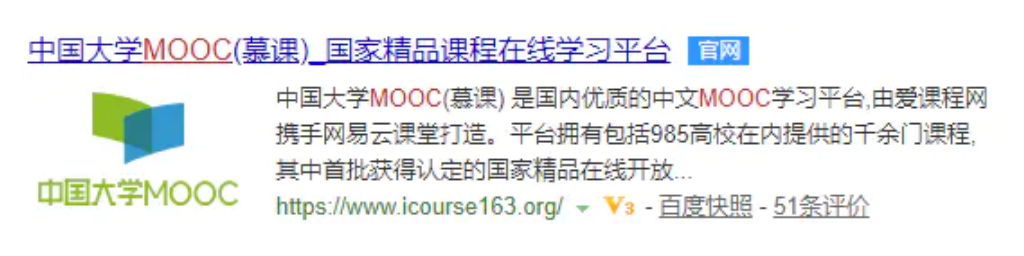 中国大学MOOC(慕课)_国家精品课程在线学习平台 官网
中国大学MOOC(慕课) 是国内优质的中文MOOC学习平台,由爱课程网
携手网易云课堂打造。平台拥有包括985高校在内提供的千余门课程,
其中首批获得认定的国家精品在线开放...
中国大学MOOC
https://www.icourse163.org/ V3 - 百度快照 - 51条评价